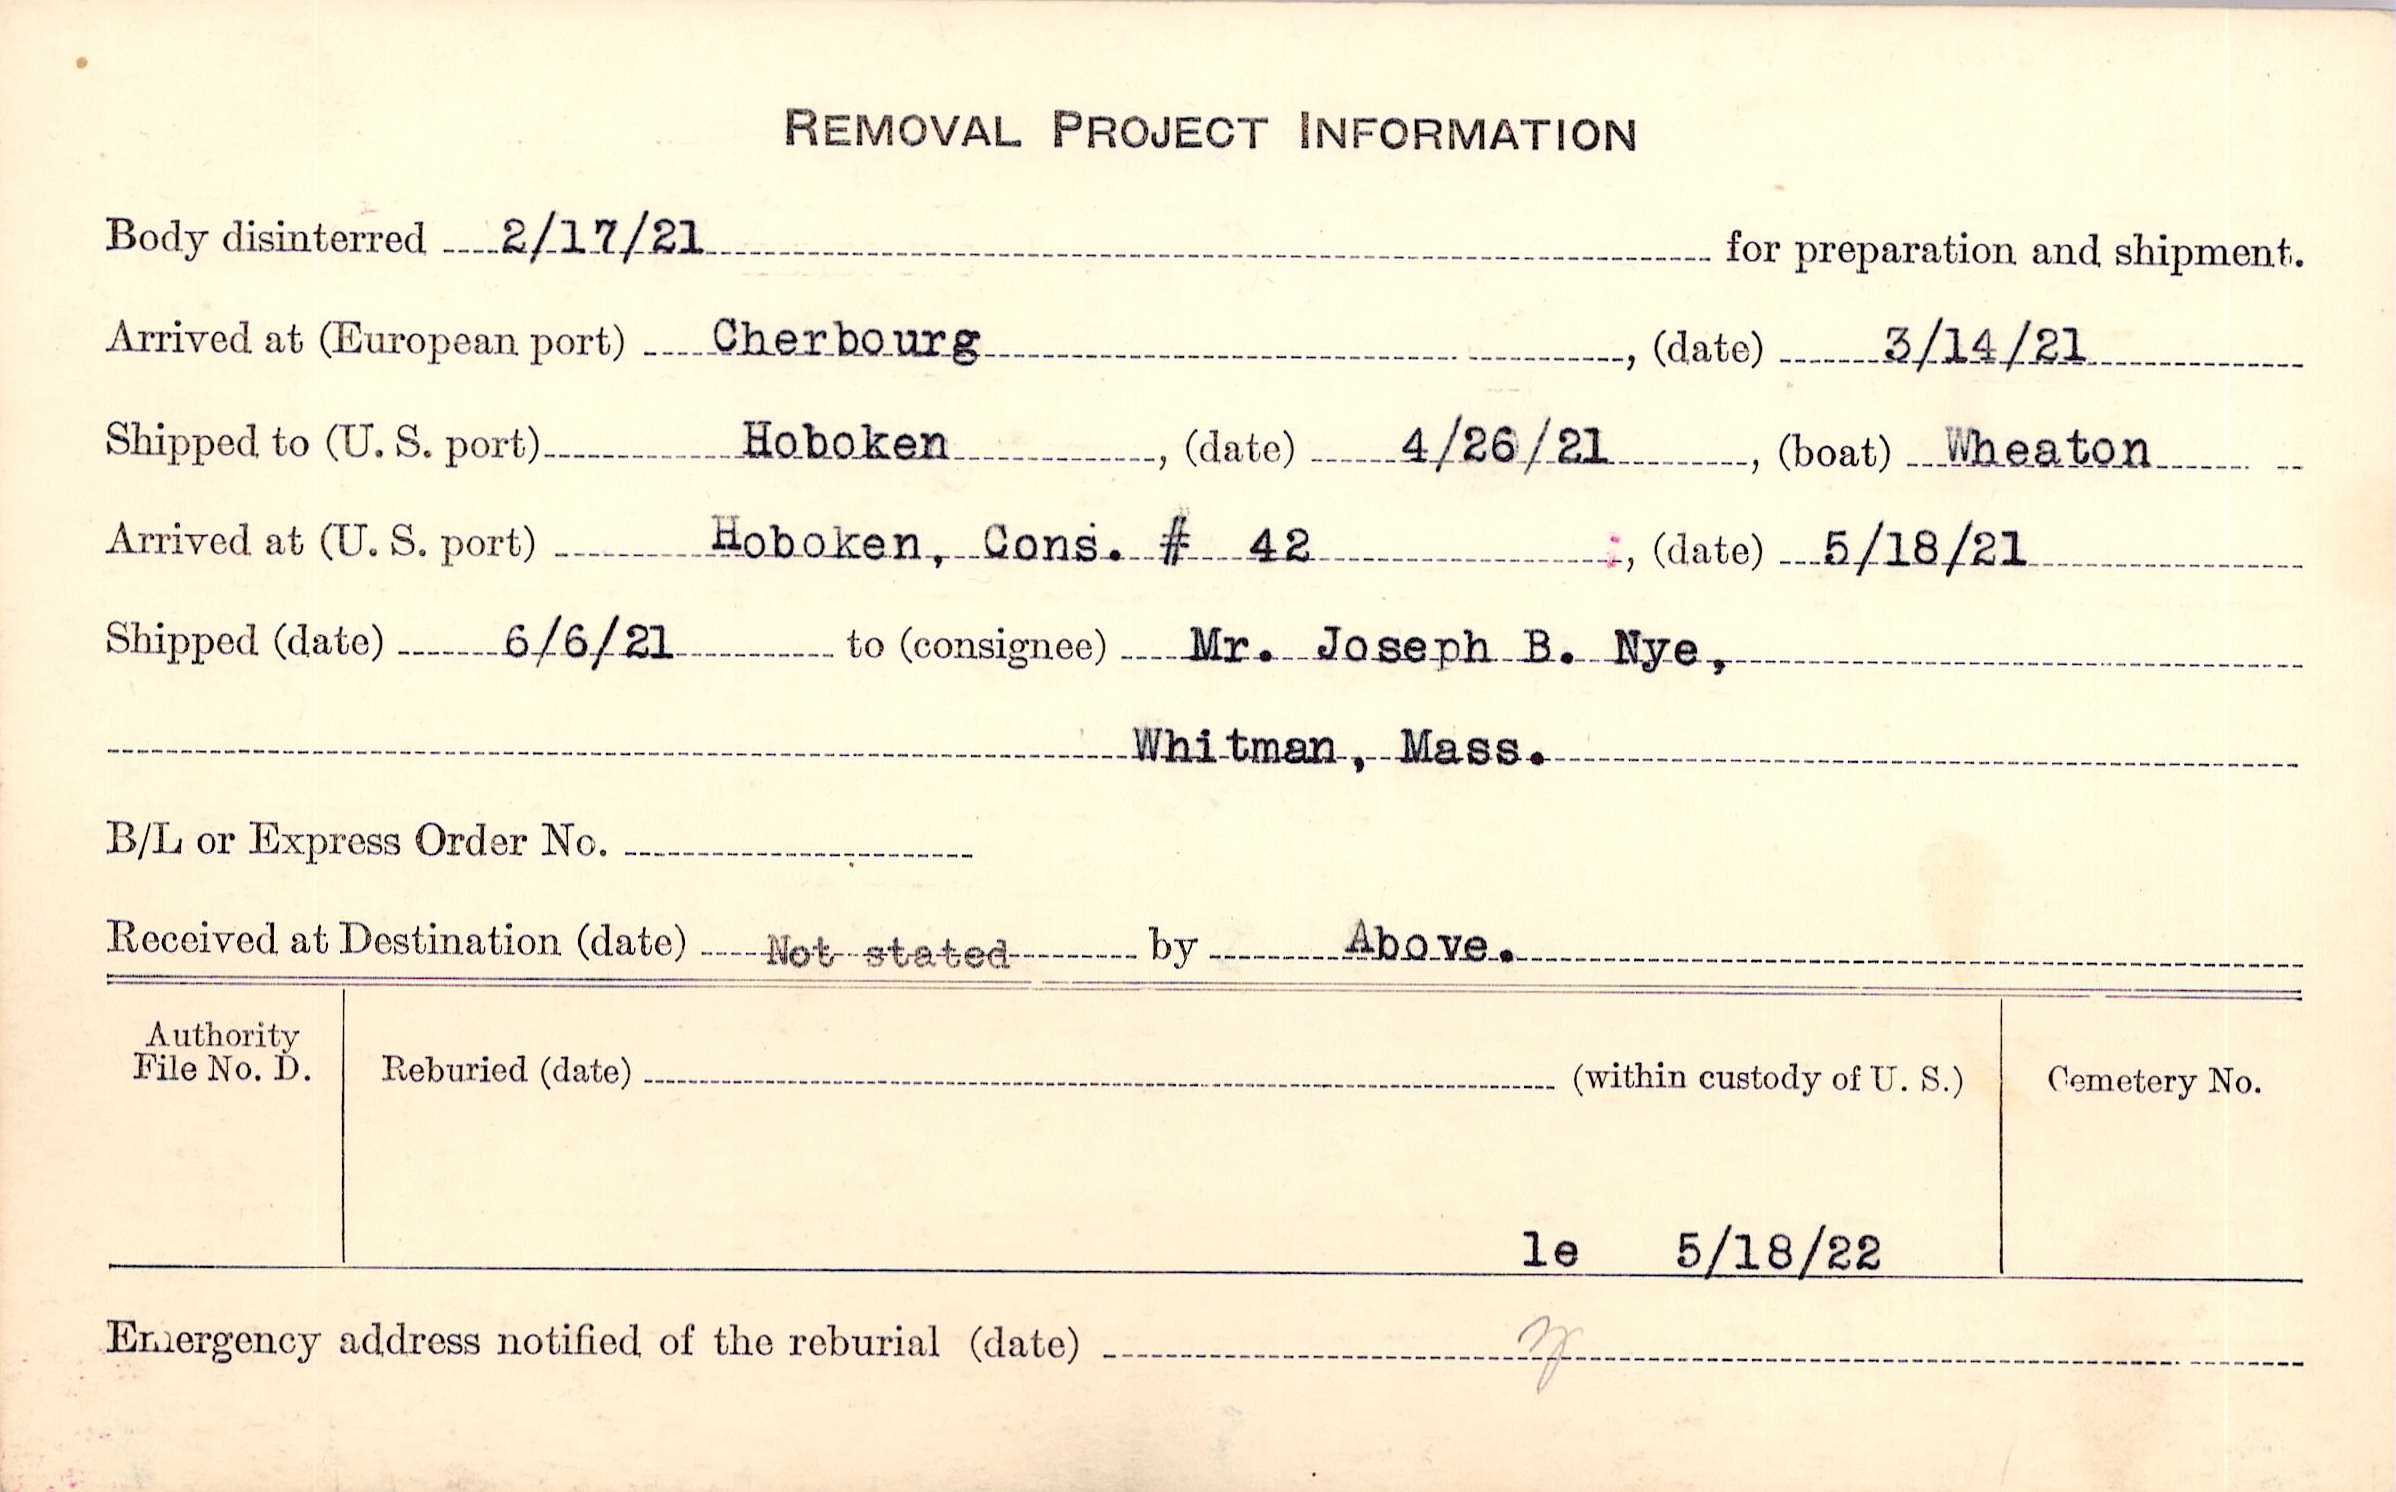 REMOVAL PROJECT INFORMATION
Body disinterred 2/17/21 for preparation and shipment.
Arrived at (European port) Cherbourg, (date) 3/14/21
Shipped to (U. S. port) Hoboken, (date) 4/26/21, (boat) Wheaton
Arrived at (U. S. port) Hoboken, Cons. # 42, (date) 5/18/21
Shipped (date) 6/6/21 to (consignee) Mr. Joseph B. Nye,
Whitman, Mass.
B/L or Express Order No.
Received at Destination (date) Not stated by Above.
Authority
File No. D.
Reburied (date) (within custody of U. S.)
Cemetery No.
le 5/18/22
Emergency address notified of the reburial (date)